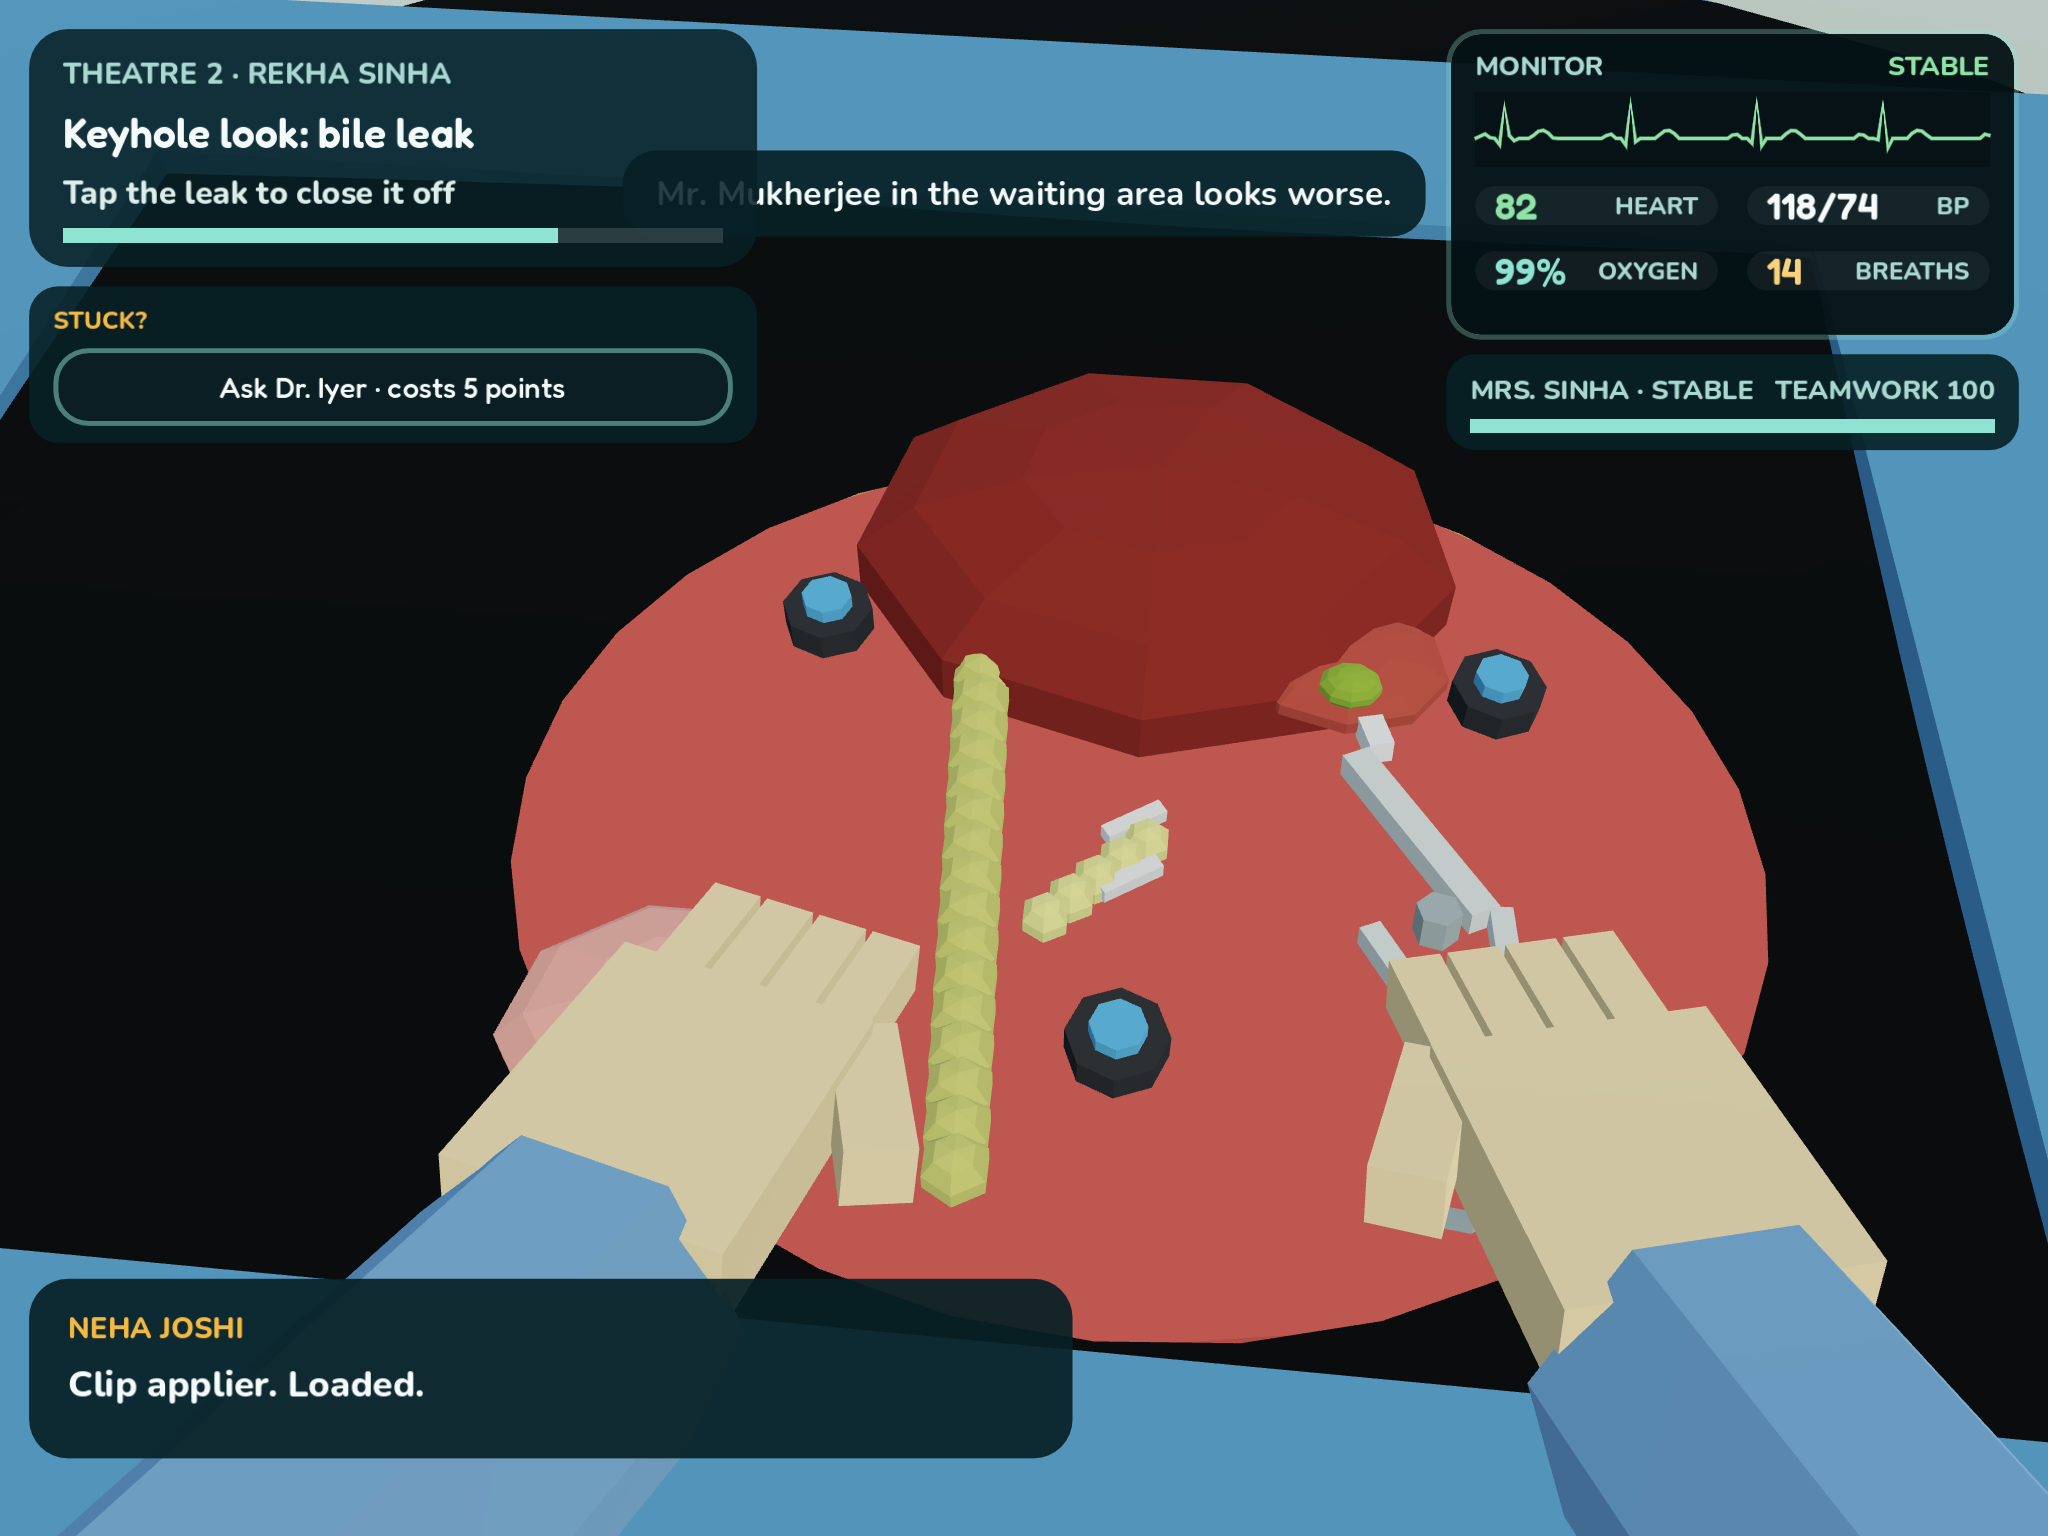 THEATRE 2 · REKHA SINHA
Keyhole look: bile leak
Tap the leak to close it off
Mr. Mukherjee in the waiting area looks worse.
STUCK?
Ask Dr. Iyer · costs 5 points
MONITOR STABLE
82 HEART 118/74 BP
99% OXYGEN 14 BREATHS
MRS. SINHA · STABLE TEAMWORK 100
NEHA JOSHI
Clip applier. Loaded.